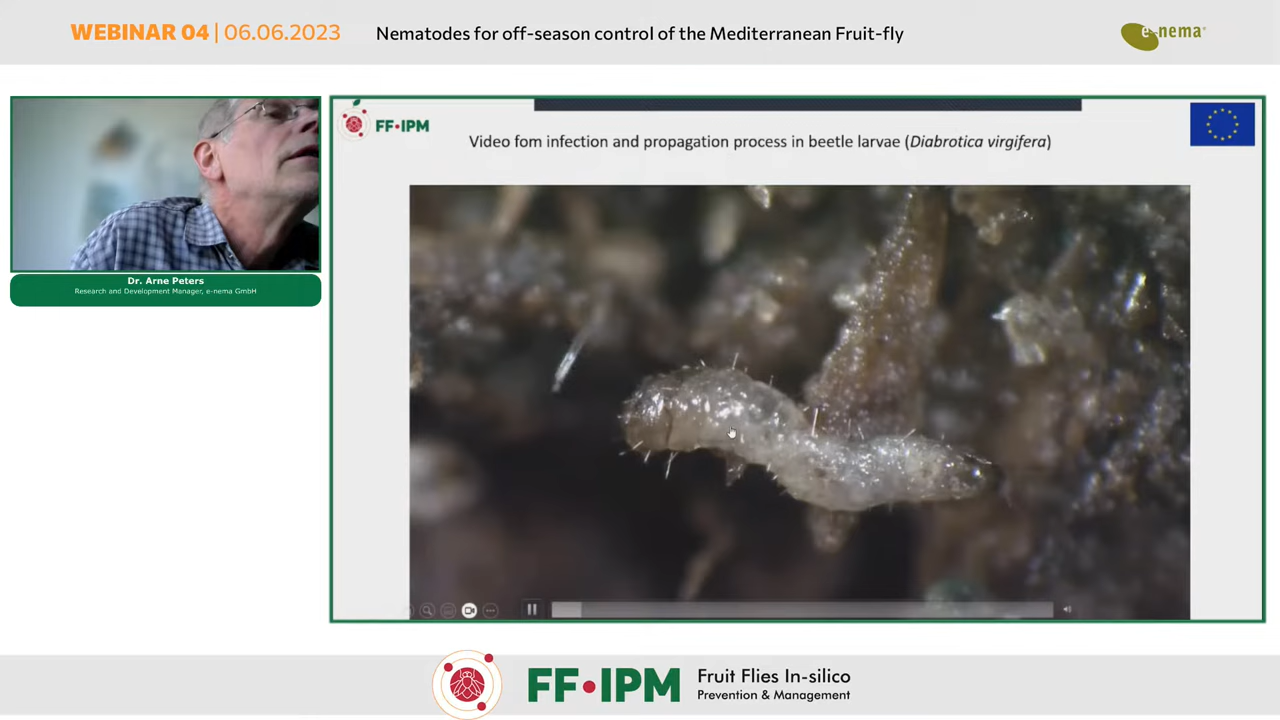 WEBINAR 04 | 06.06.2023
Nematodes for off-season control of the Mediterranean Fruit-fly
e-nema
FF•IPM
Video fom infection and propagation process in beetle larvae (Diabrotica virgifera)
Dr. Arne Peters
Research and Development Manager, e-nema GmbH
FF•IPM
Fruit Flies In-silico
Prevention & Management